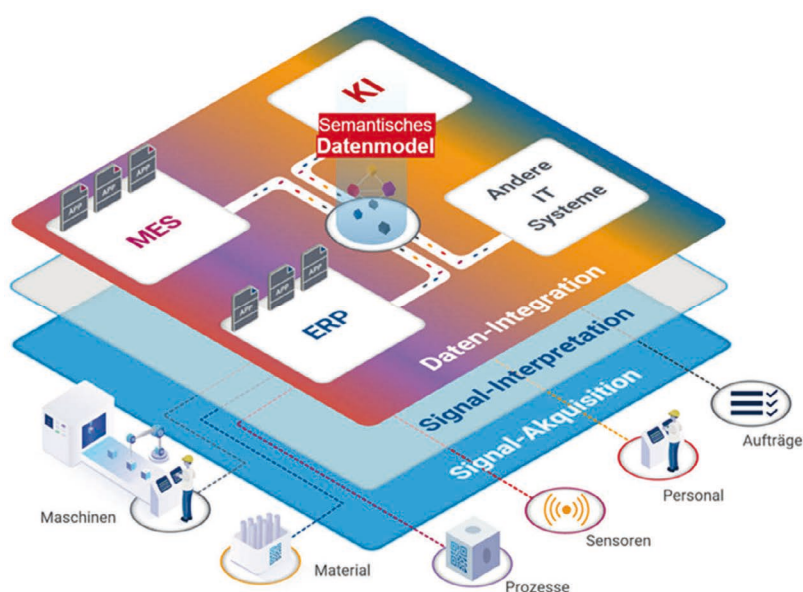 KI
Semantisches
Datenmodel
APP
APP
APP
MES
Andere
IT
Systeme
APP
APP
APP
ERP
Daten-Integration
Signal-Interpretation
Signal-Akquisition
Aufträge
Personal
Sensoren
Prozesse
Material
Maschinen